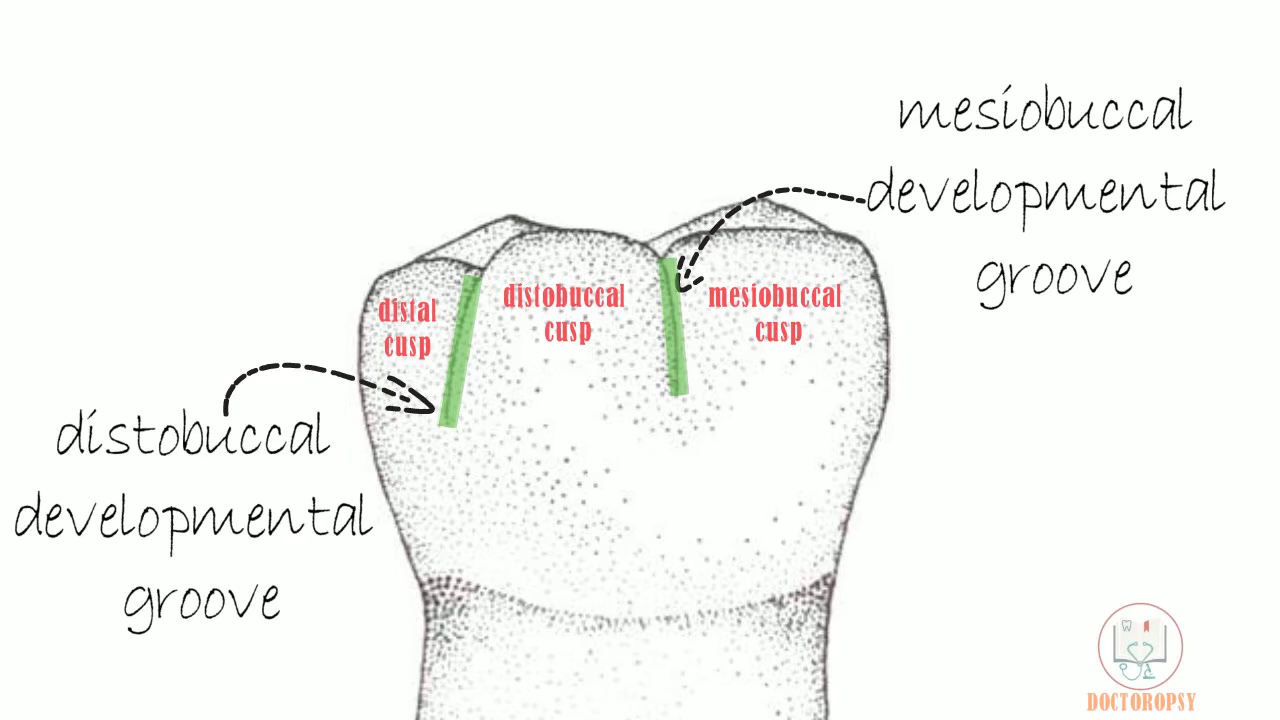 mesiobuccal
developmental
groove
distal
cusp
distobuccal
cusp
mesiobuccal
cusp
distobuccal
developmental
groove
DOCTOROPSY